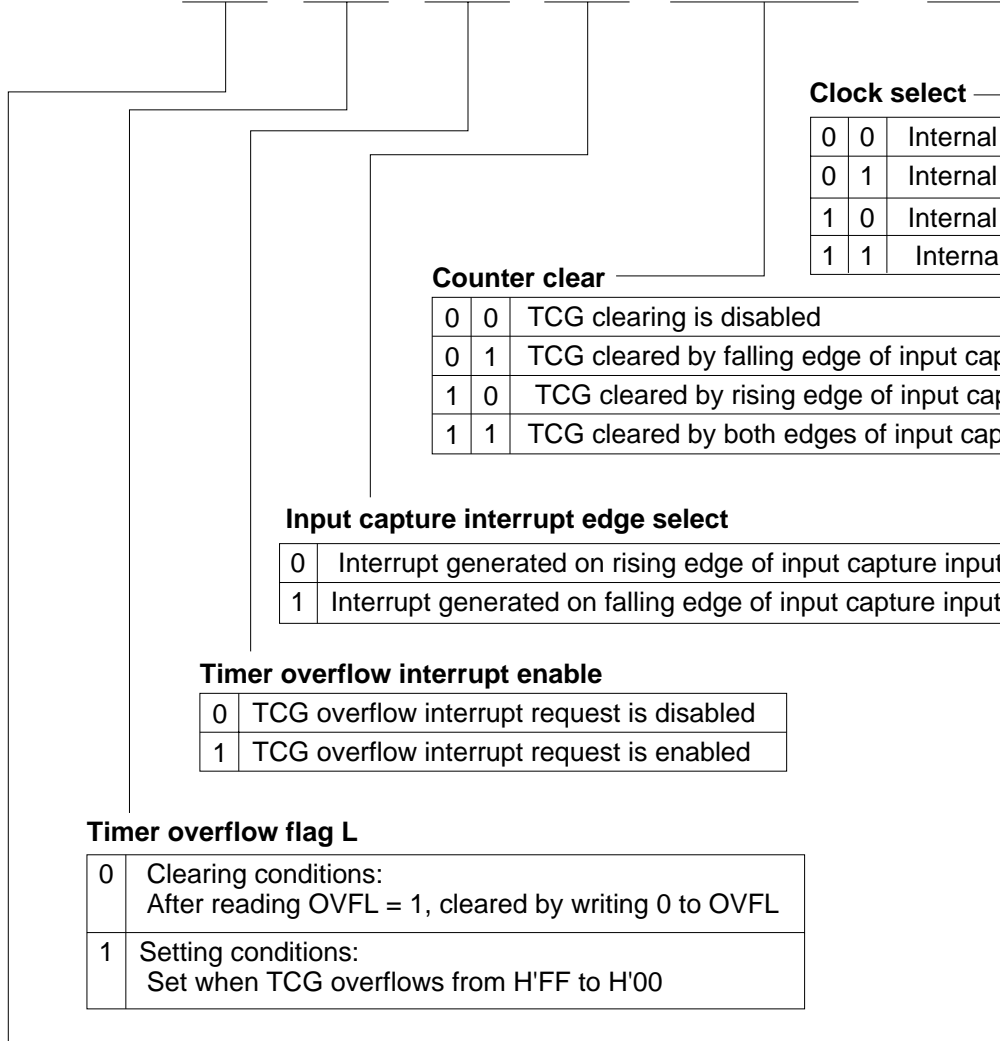 Clock select
0 0 Internal
0 1 Internal
1 0 Internal
1 1
Counter clear
0 0 TCG clearing is disabled
0 1 TCG cleared by falling edge of input
1 0 TCG cleared by rising edge of input
1 1 TCG cleared by both edges of input
Input capture interrupt edge select
0 Interrupt generated on rising edge of input capture input
1 Interrupt generated on falling edge of input capture input
Timer overflow interrupt enable
0 TCG overflow interrupt request is disabled
1 TCG overflow interrupt request is enabled
Timer overflow flag L
0 Clearing conditions:
After reading OVFL = 1, cleared by writing 0 to OVFL
1 Setting conditions:
Set when TCG overflows from H'FF to H'00